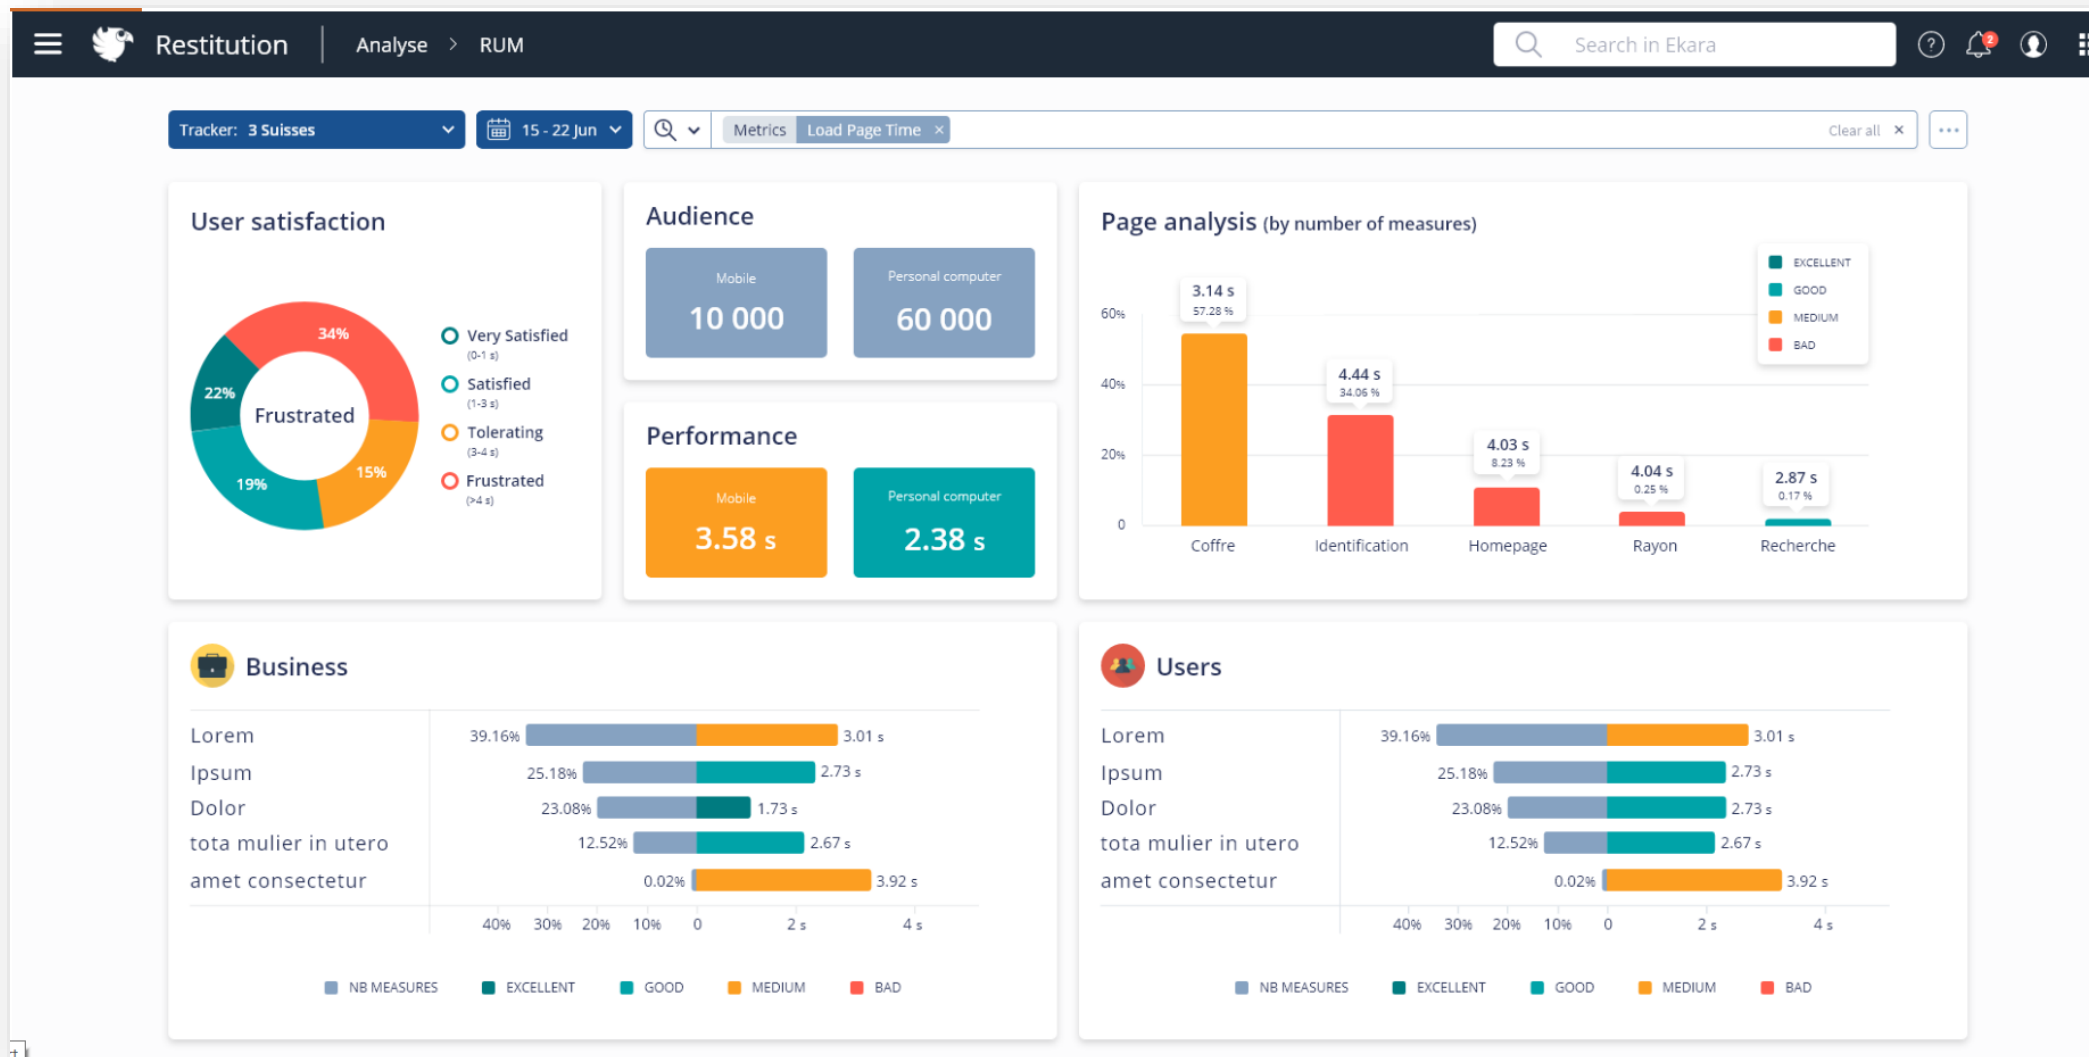 Restitution
Analyse > RUM
Search in Ekara
?
2
Tracker: 3 Suisses
15 - 22 Jun
Metrics Load Page Time ×
Clear all ×
User satisfaction
34%
22%
19%
15%
Frustrated
Very Satisfied
(0-1 s)
Satisfied
(1-3 s)
Tolerating
(3-4 s)
Frustrated
(>4 s)
Audience
Mobile
10 000
Personal computer
60 000
Performance
Mobile
3.58 s
Personal computer
2.38 s
Page analysis (by number of measures)
EXCELLENT
GOOD
MEDIUM
BAD
60%
40%
20%
0
3.14 s
57.28 %
4.44 s
34.06 %
4.03 s
8.23 %
4.04 s
0.25 %
2.87 s
0.17 %
Coffre Identification Homepage Rayon Recherche
Business
Lorem 39.16% 3.01 s
Ipsum 25.18% 2.73 s
Dolor 23.08% 1.73 s
tota mulier in utero 12.52% 2.67 s
amet consectetur 0.02% 3.92 s
40% 30% 20% 10% 0 2 s 4 s
NB MEASURES EXCELLENT GOOD MEDIUM BAD
Users
Lorem 39.16% 3.01 s
Ipsum 25.18% 2.73 s
Dolor 23.08% 2.73 s
tota mulier in utero 12.52% 2.67 s
amet consectetur 0.02% 3.92 s
40% 30% 20% 10% 0 2 s 4 s
NB MEASURES EXCELLENT GOOD MEDIUM BAD